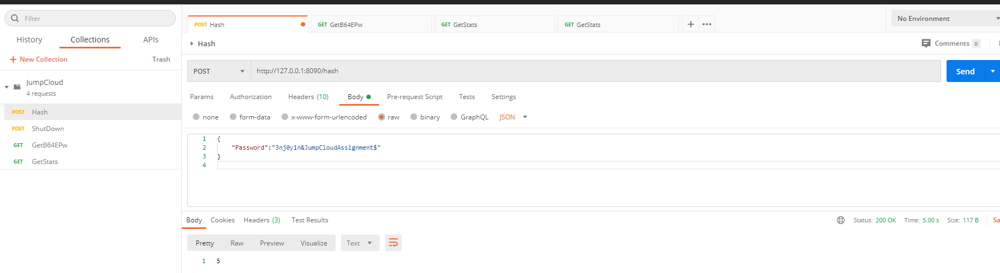 Filter
History Collections APIs
+ New Collection Trash
JumpCloud
4 requests
POST Hash
POST ShutDown
GET GetB64EPw
GET GetStats
POST Hash GET GetB64EPw GET GetStats GET GetStats + ••• No Environment
Hash Comments 0
POST http://127.0.0.1:8090/hash Send
Params Authorization Headers (10) Body Pre-request Script Tests Settings
none form-data x-www-form-urlencoded raw binary GraphQL JSON
1 {
2 "Password":"3nj0y1n&JumpCloudAssignment$"
3 }
4
Body Cookies Headers (3) Test Results Status: 200 OK Time: 5.00 s Size: 117 B Sa
Pretty Raw Preview Visualize Text
1 5